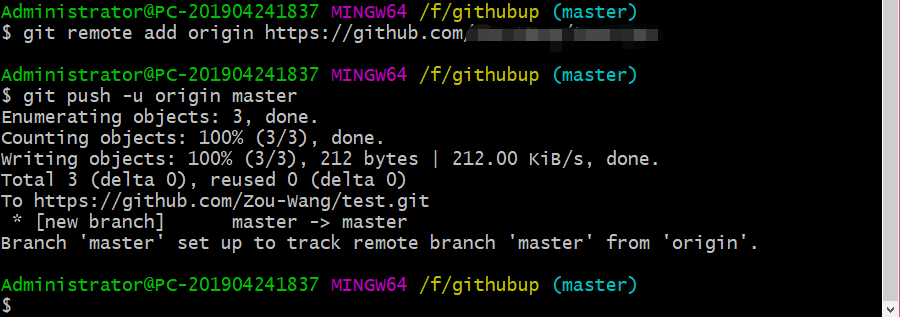 Administrator@PC-201904241837 MINGW64 /f/githubup (master)
$ git remote add origin https://github.com/
Administrator@PC-201904241837 MINGW64 /f/githubup (master)
$ git push -u origin master
Enumerating objects: 3, done.
Counting objects: 100% (3/3), done.
Writing objects: 100% (3/3), 212 bytes | 212.00 KiB/s, done.
Total 3 (delta 0), reused 0 (delta 0)
To https://github.com/Zou-Wang/test.git
 * [new branch]      master -> master
Branch 'master' set up to track remote branch 'master' from 'origin'.
Administrator@PC-201904241837 MINGW64 /f/githubup (master)
$